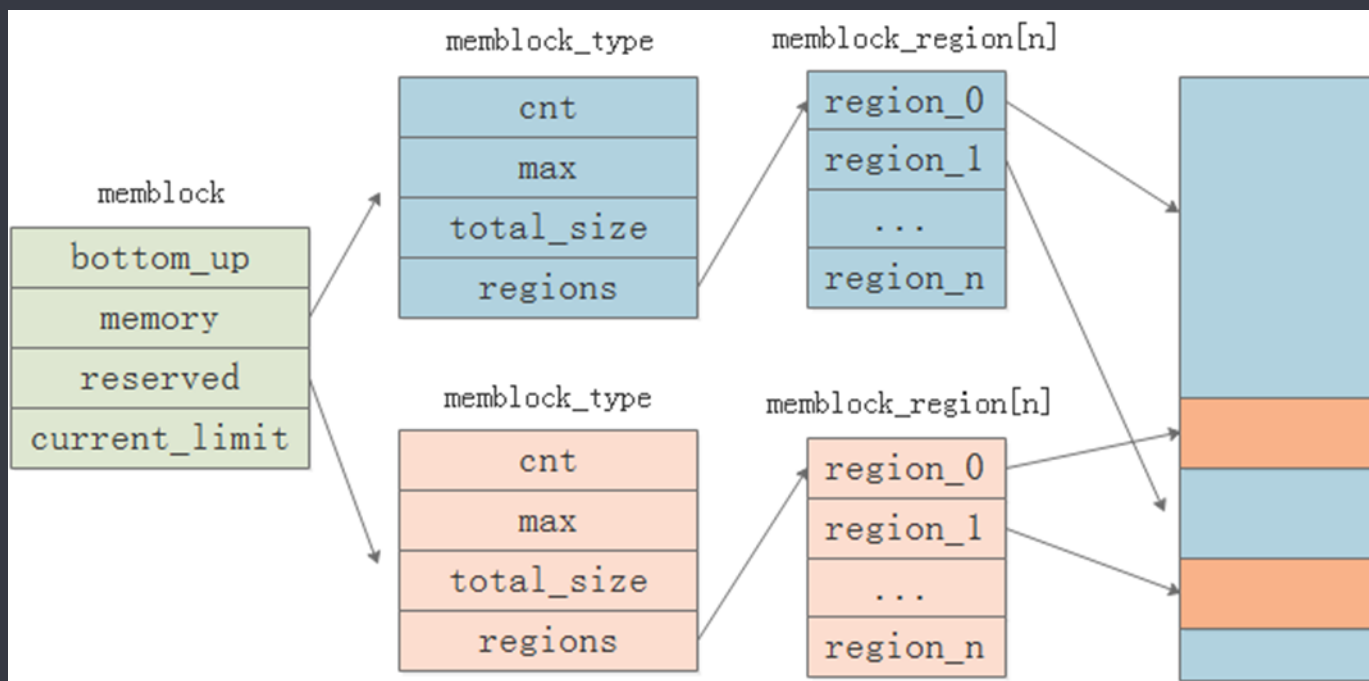 memblock
bottom_up
memory
reserved
current_limit
memblock_type
cnt
max
total_size
regions
memblock_region[n]
region_0
region_1
...
region_n
memblock_type
cnt
max
total_size
regions
memblock_region[n]
region_0
region_1
...
region_n